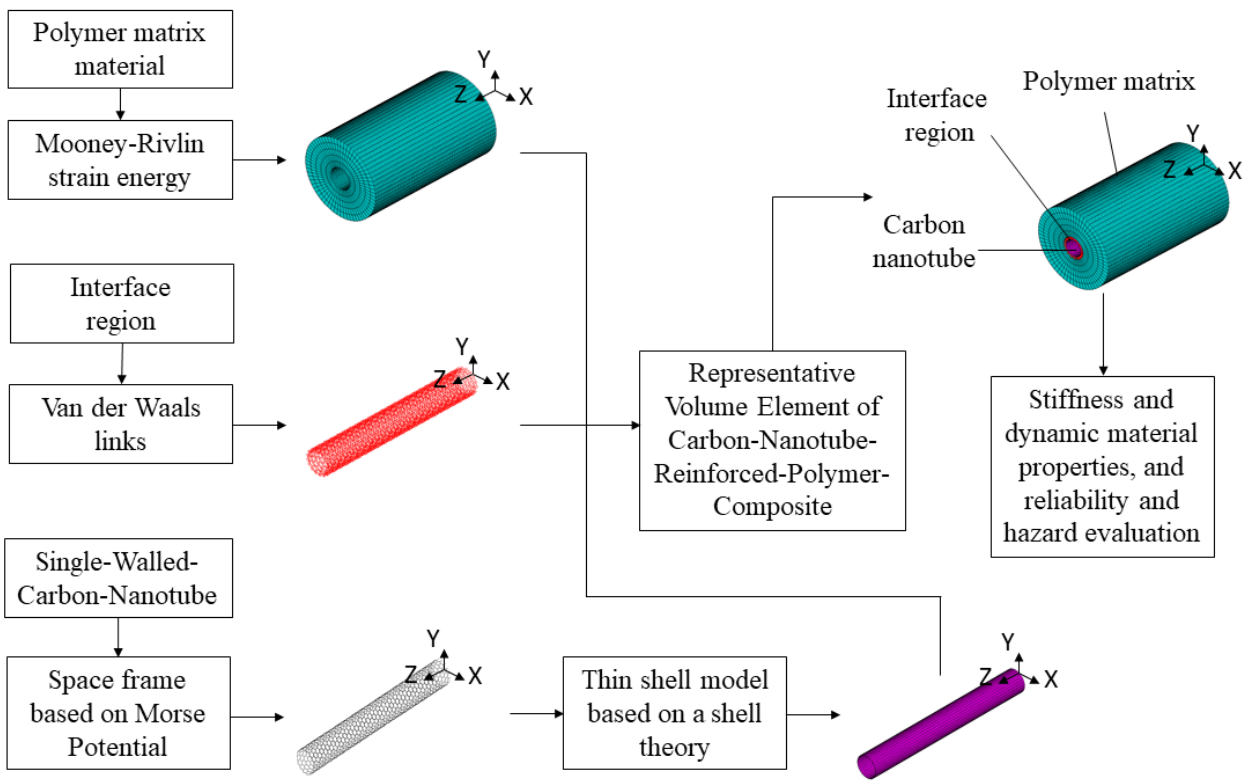 Polymer matrix
material
Mooney-Rivlin
strain energy
Y
Z
X
Interface
region
Van der Waals
links
Y
Z
X
Single-Walled-
Carbon-Nanotube
Space frame
based on Morse
Potential
Y
Z
X
Thin shell model
based on a shell
theory
Y
Z
X
Representative
Volume Element of
Carbon-Nanotube-
Reinforced-Polymer-
Composite
Polymer matrix
Interface
region
Carbon
nanotube
Y
Z
X
Stiffness and
dynamic material
properties, and
reliability and
hazard evaluation